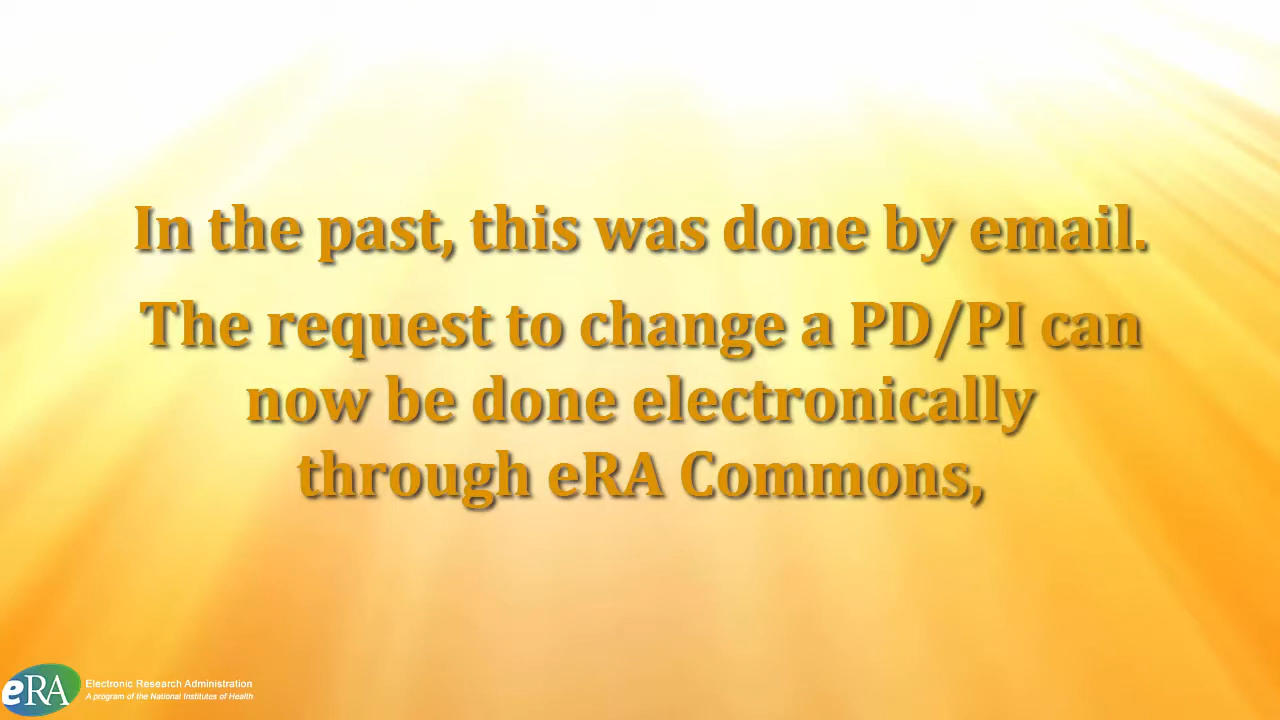 In the past, this was done by email.
The request to change a PD/PI can
now be done electronically
through eRA Commons,
eRA
Electronic Research Administration
A program of the National Institutes of Health